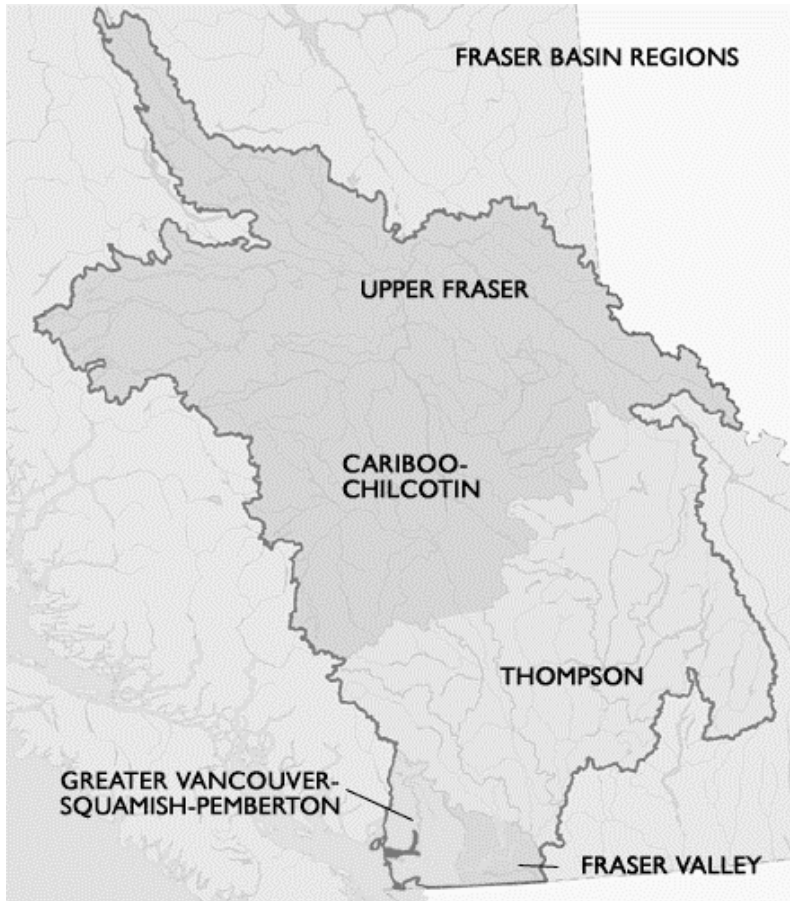 FRASER BASIN REGIONS
UPPER FRASER
CARIBOO-
CHILCOTIN
THOMPSON
GREATER VANCOUVER-
SQUAMISH-PEMBERTON
FRASER VALLEY